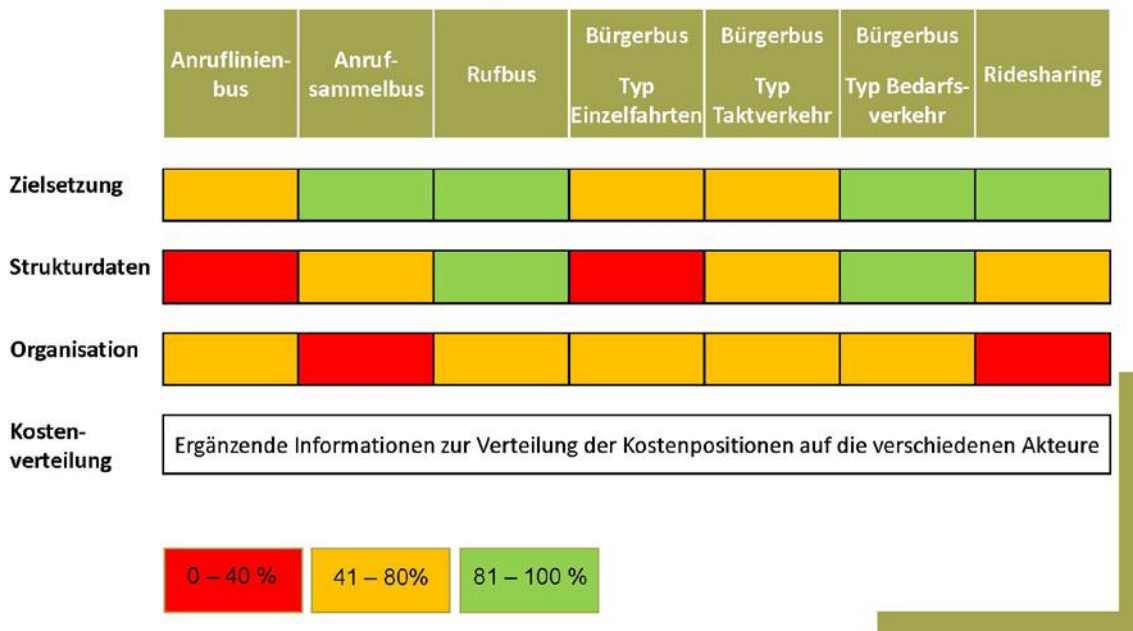 Anruflinien-
bus
Anruf-
sammelbus
Rufbus
Bürgerbus
Typ
Einzelfahrten
Bürgerbus
Typ
Taktverkehr
Bürgerbus
Typ Bedarfs-
verkehr
Ridesharing
Zielsetzung
Strukturdaten
Organisation
Kosten-
verteilung
Ergänzende Informationen zur Verteilung der Kostenpositionen auf die verschiedenen Akteure
0 – 40 %
41 – 80%
81 – 100 %